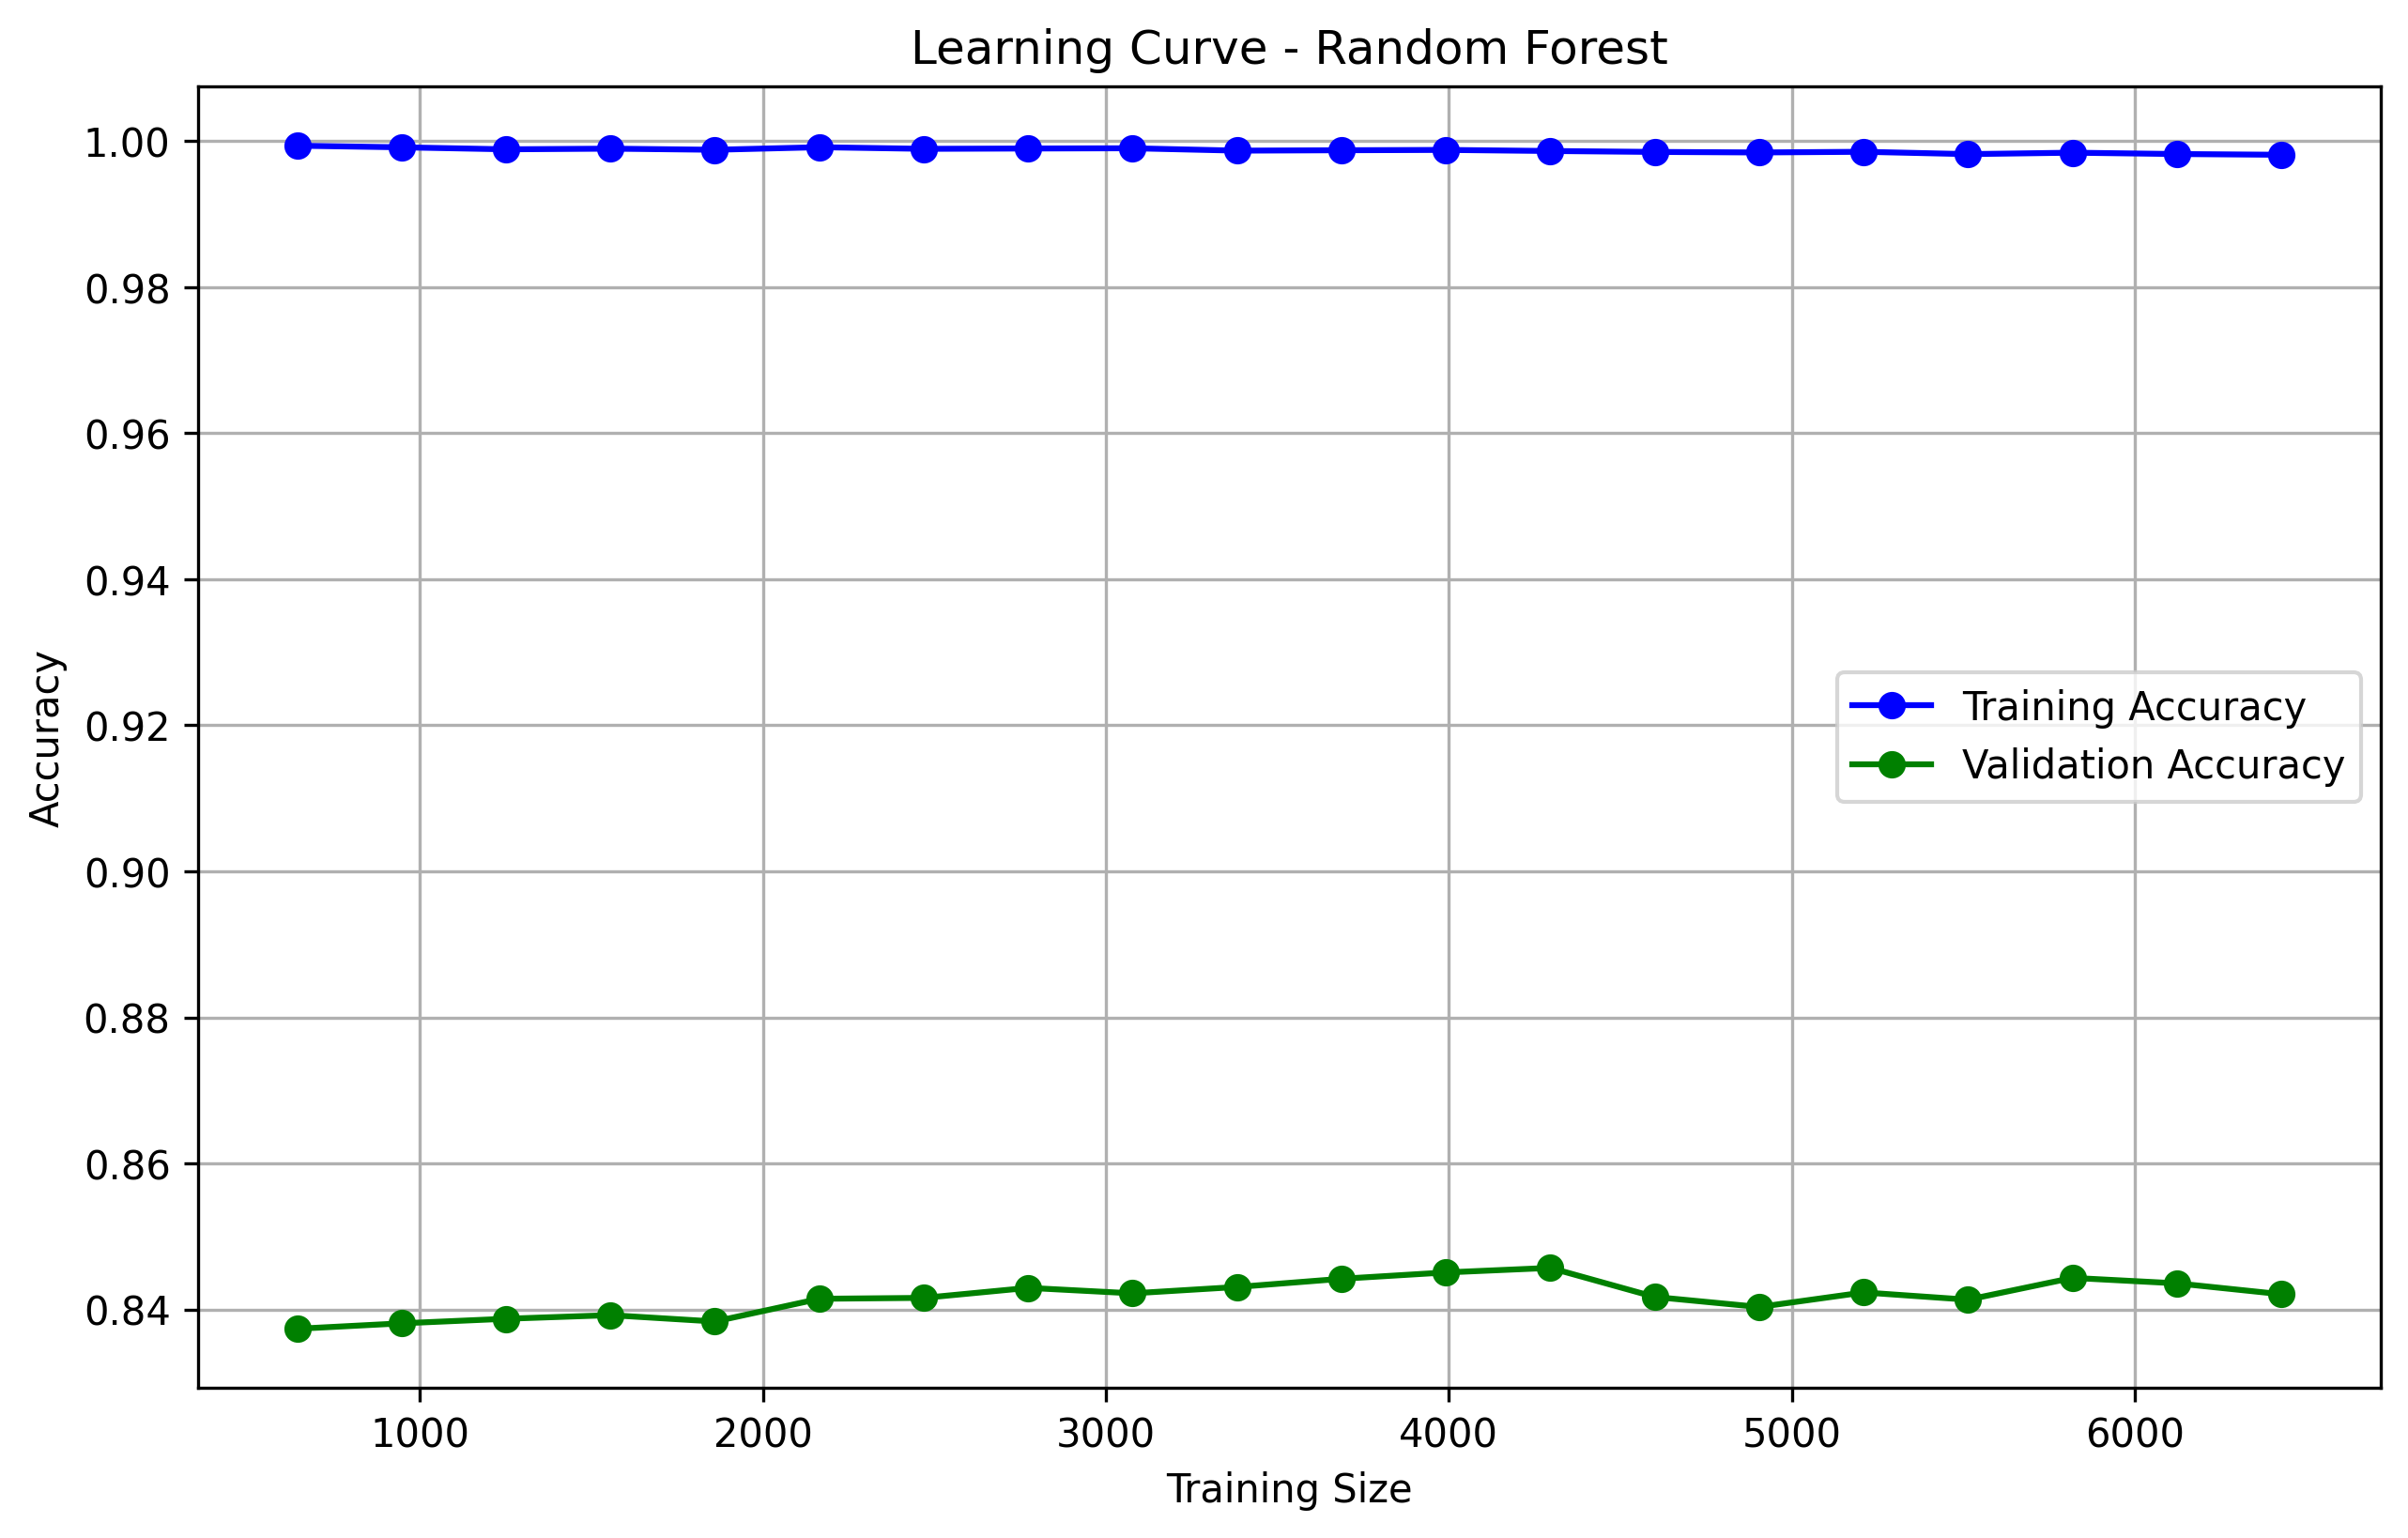 Learning Curve - Random Forest
1.00
0.98
0.96
0.94
0.92
0.90
0.88
0.86
0.84
Accuracy
Training Accuracy
Validation Accuracy
1000 2000 3000 4000 5000 6000
Training Size